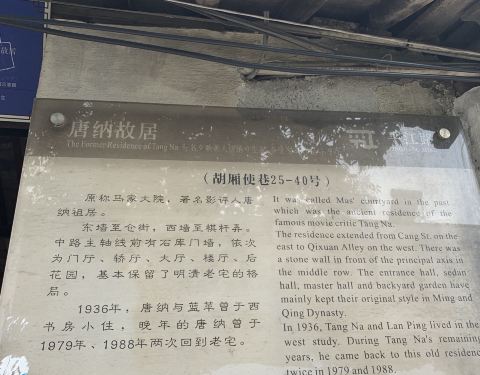 唐纳故居
The Former Residence of Tang Na
（胡厢使巷25-40号）
原称马家大院，著名影评人唐
纳祖居。
东墙至仓街，西墙至棋杆弄。
中路主轴线前有石库门墙，依次
为门厅、轿厅、大厅、楼厅、后
花园，基本保留了明清老宅的格
局。
1936年，唐纳与蓝苹曾于西
书房小住，晚年的唐纳曾于
1979年、1988年两次回到老宅。
It was called Mas' courtyard in the past
which was the ancient residence of the
famous movie critic Tang Na.
The residence extended from Cang St. on the
east to Qixuan Alley on the west. There was
a stone wall in front of the principal axis in
the middle row. The entrance hall, sedan
hall, master hall and backyard garden have
mainly kept their original style in Ming and
Qing Dynasty.
In 1936, Tang Na and Lan Ping lived in the
west study. During Tang Na's remaining
years, he came back to this old residence
twice in 1979 and 1988.